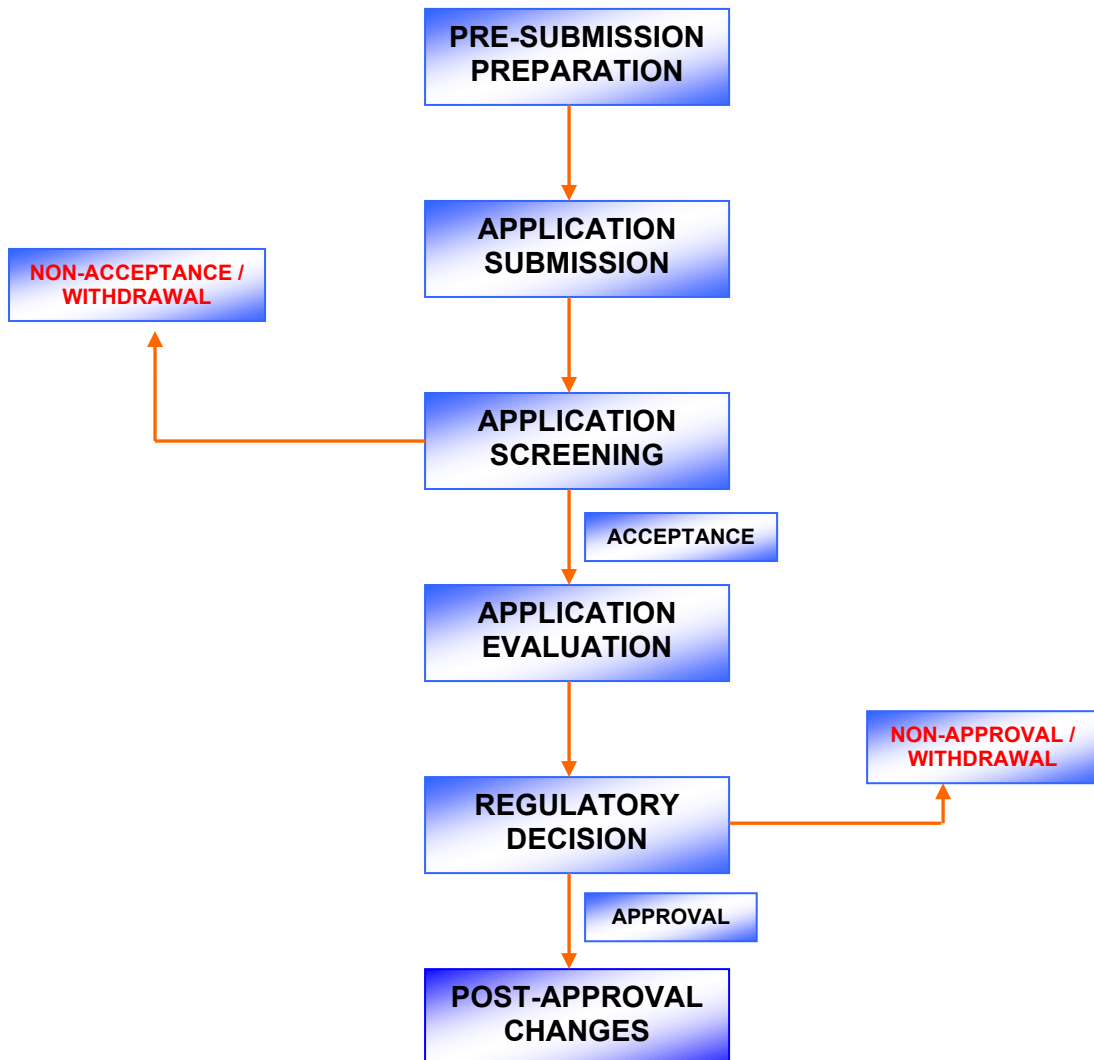 PRE-SUBMISSION
PREPARATION
APPLICATION
SUBMISSION
NON-ACCEPTANCE /
WITHDRAWAL
APPLICATION
SCREENING
ACCEPTANCE
APPLICATION
EVALUATION
NON-APPROVAL /
WITHDRAWAL
REGULATORY
DECISION
APPROVAL
POST-APPROVAL
CHANGES